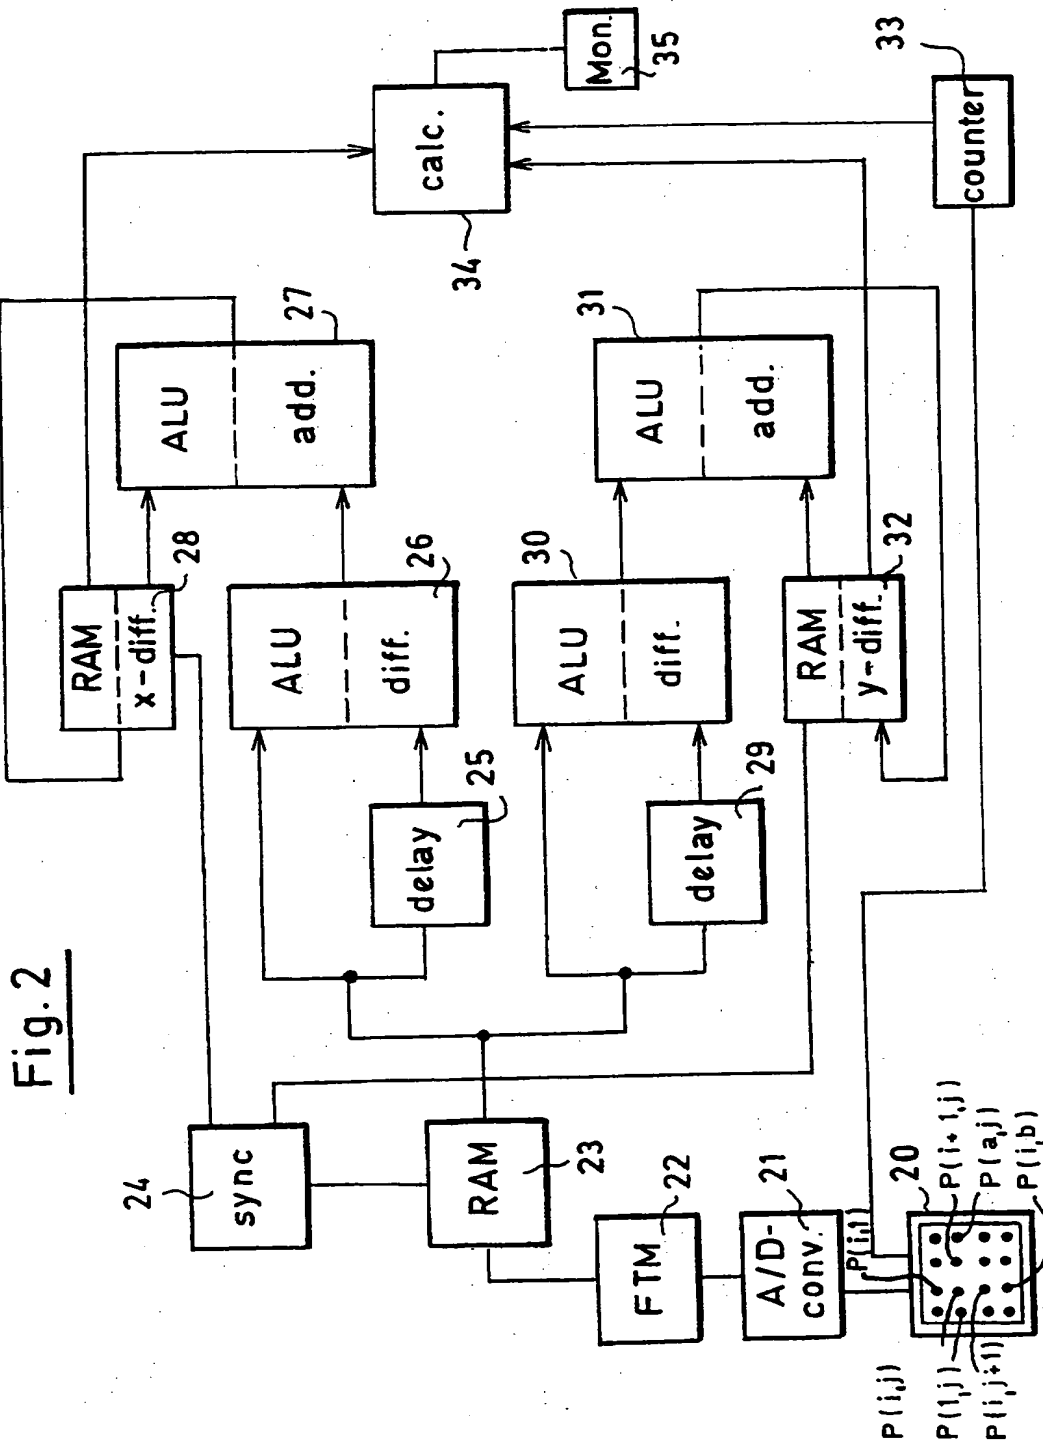 Fig. 2
24
sync
RAM
23
FTM
22
A/D-
conv.
21
P(i,1)
20
P(i+1,j)
P(a,j)
P(i,b)
P(i,j)
P(1,j)
P(i,j+1)
delay
25
delay
29
RAM
x-diff.
28
ALU
diff.
26
ALU
diff.
30
RAM
y-diff.
32
ALU
add.
27
ALU
add.
31
calc.
34
Mon.
35
counter
33